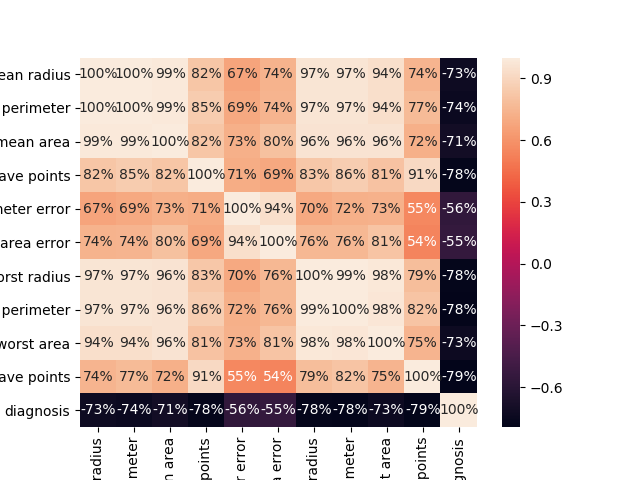 ean radius 100% 100% 99% 82% 67% 74% 97% 97% 94% 74% -73%
perimeter 100% 100% 99% 85% 69% 74% 97% 97% 94% 77% -74%
mean area 99% 99% 100% 82% 73% 80% 96% 96% 96% 72% -71%
ave points 82% 85% 82% 100% 71% 69% 83% 86% 81% 91% -78%
meter error 67% 69% 73% 71% 100% 94% 70% 72% 73% 55% -56%
area error 74% 74% 80% 69% 94% 100% 76% 76% 81% 54% -55%
orst radius 97% 97% 96% 83% 70% 76% 100% 99% 98% 79% -78%
perimeter 97% 97% 96% 86% 72% 76% 99% 100% 98% 82% -78%
worst area 94% 94% 96% 81% 73% 81% 98% 98% 100% 75% -73%
ave points 74% 77% 72% 91% 55% 54% 79% 82% 75% 100% -79%
diagnosis -73% -74% -71% -78% -56% -55% -78% -78% -73% -79% 100%
radius
meter
n area
points
r error
a error
radius
meter
t area
points
gnosis
0.9
0.6
0.3
0.0
−0.3
−0.6